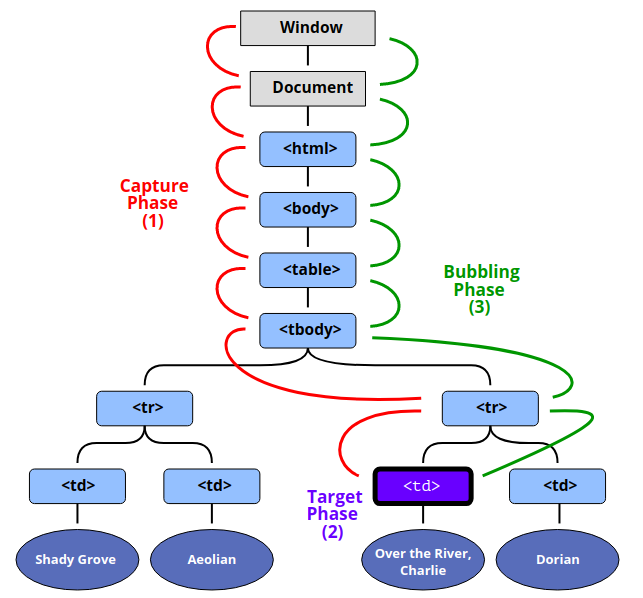 Window
Document
<html>
Capture
Phase
(1)
<body>
<table>
Bubbling
Phase
(3)
<tbody>
<tr>
<tr>
<td>
<td>
<td>
<td>
Target
Phase
(2)
Shady Grove
Aeolian
Over the River,
Charlie
Dorian